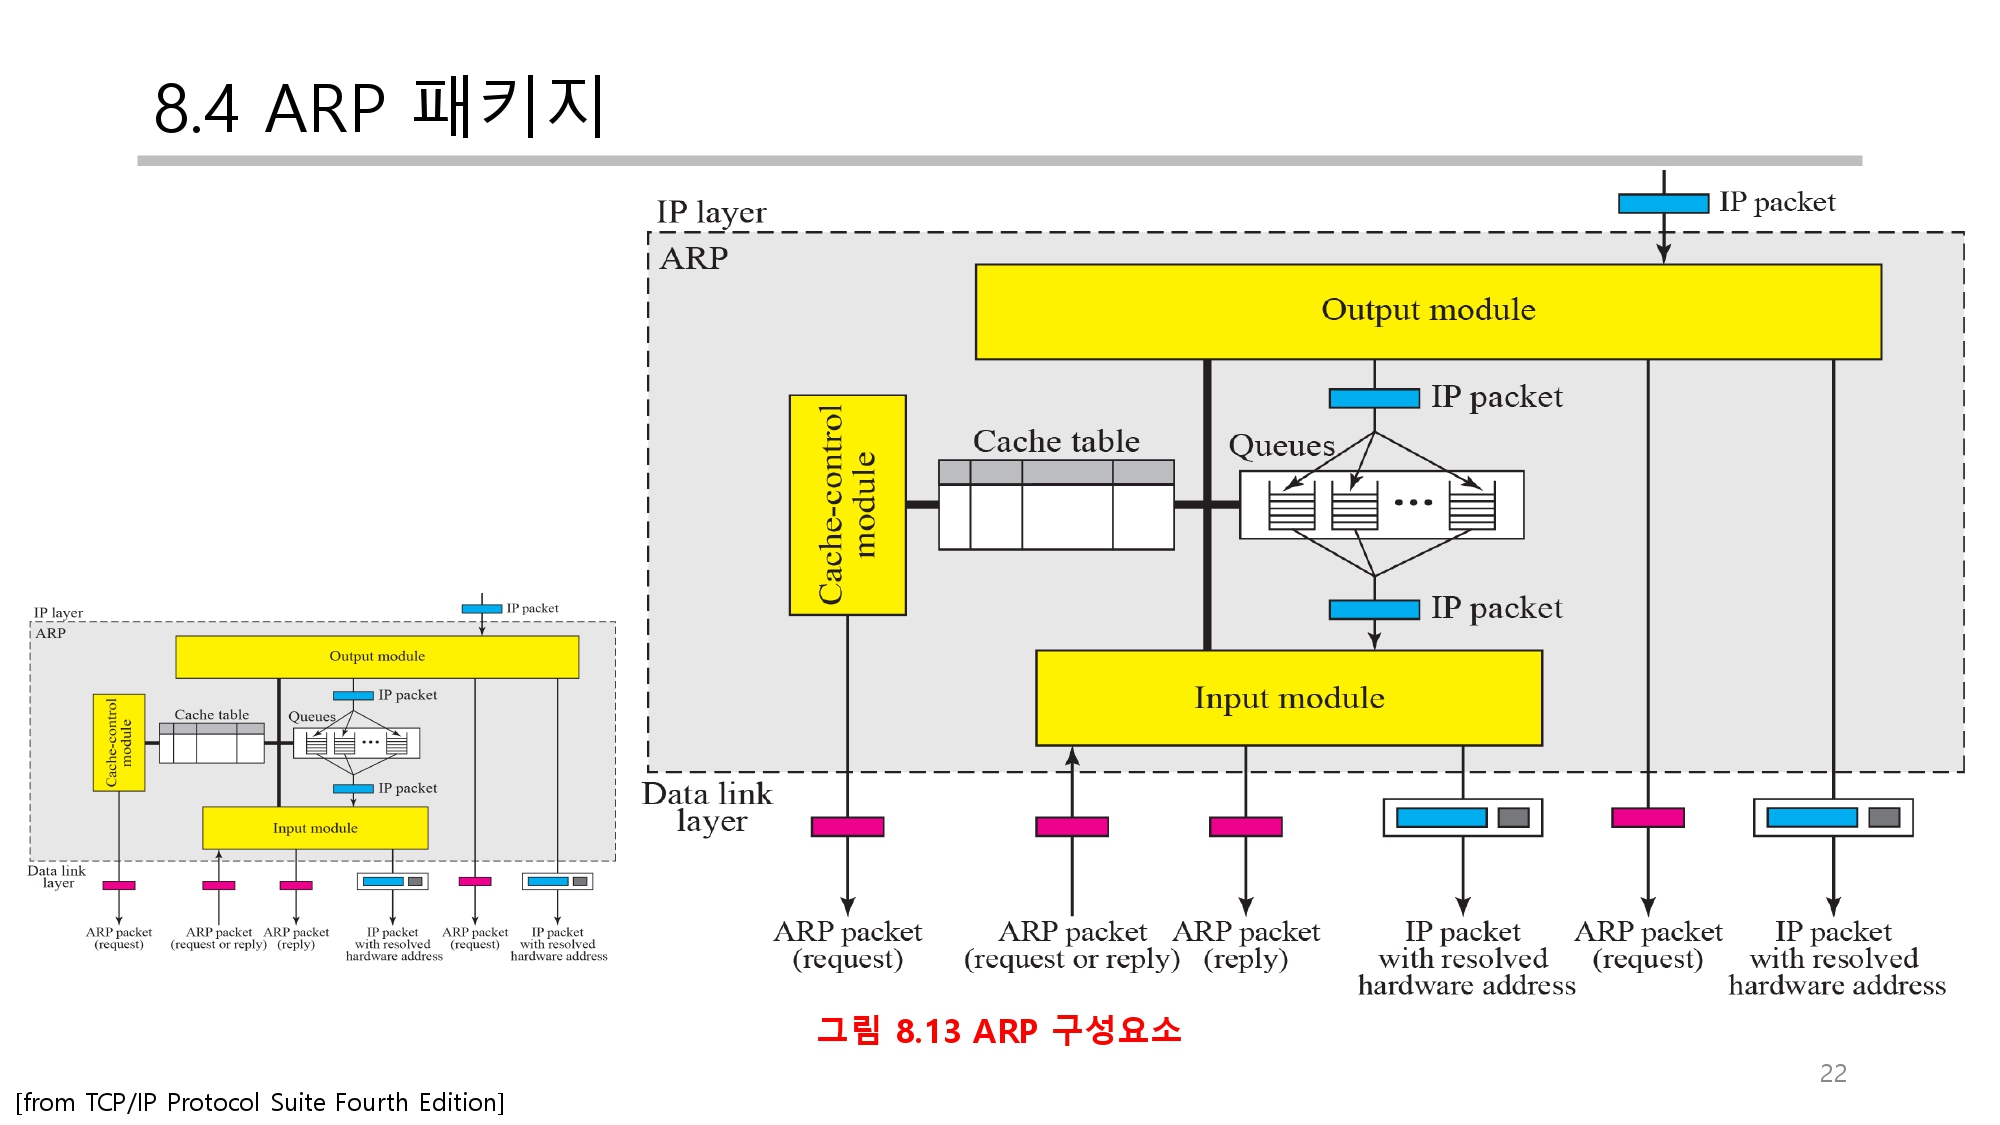 8.4 ARP 패키지
IP packet
IP layer
ARP
Output module
IP packet
Cache-control
module
Cache table
Queues
IP packet
Input module
Data link
layer
ARP packet
(request)
ARP packet
(request or reply)
ARP packet
(reply)
IP packet
with resolved
hardware address
ARP packet
(request)
IP packet
with resolved
hardware address
IP packet
IP layer
ARP
Output module
IP packet
Cache-control
module
Cache table
Queues
IP packet
Input module
Data link
layer
ARP packet
(request)
ARP packet
(request or reply)
ARP packet
(reply)
IP packet
with resolved
hardware address
ARP packet
(request)
IP packet
with resolved
hardware address
그림 8.13 ARP 구성요소
22
[from TCP/IP Protocol Suite Fourth Edition]